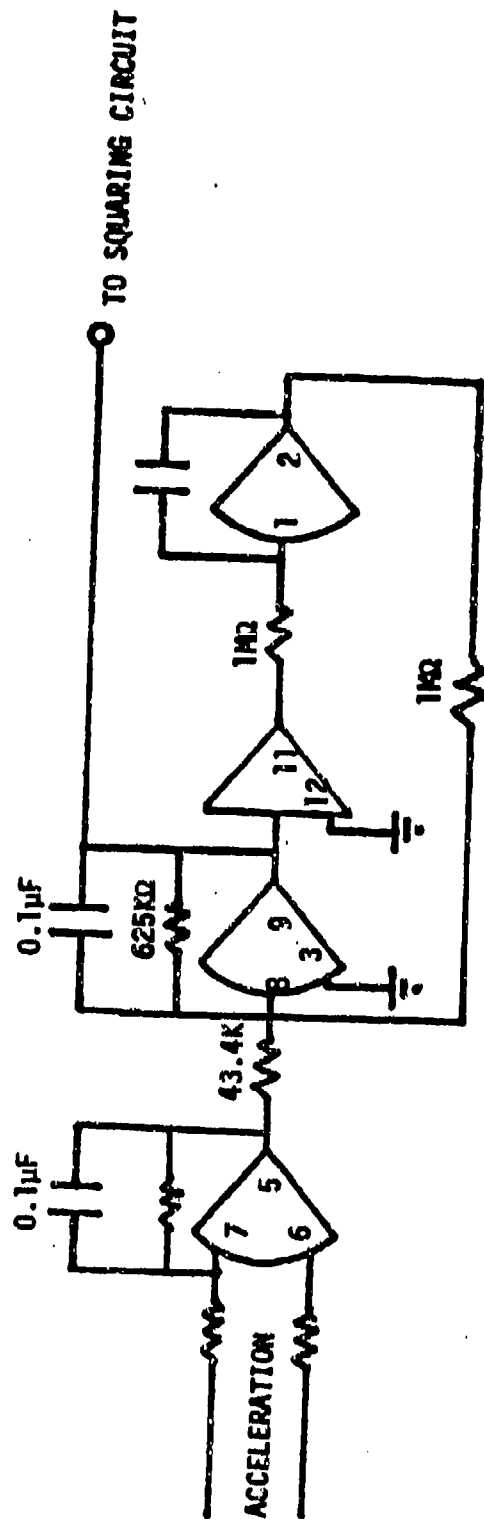 TO SQUARING CIRCUIT
0.1µF
625KΩ
0.1µF
43.4K
7
5
6
8
9
3
11
12
1MΩ
1
2
1MΩ
ACCELERATION